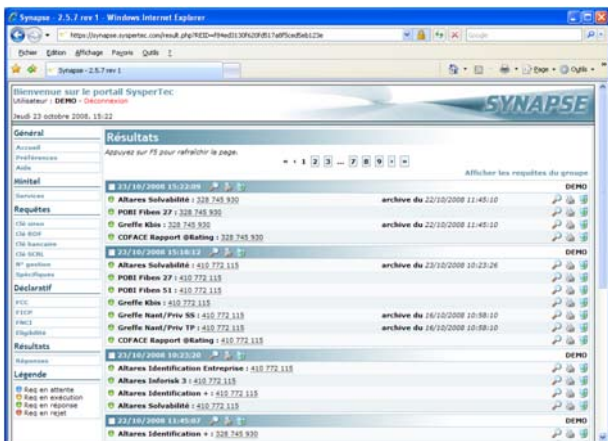 Synapse - 2.5.7 rev 1 - Windows Internet Explorer
Google
Fichier Edition Affichage Favoris Outils ?
Synapse - 2.5.7 rev 1
Page Outils
Bienvenue sur le portail SysperTec
Utilisateur : DEMO - Déconnexion
SYNAPSE
jeudi 23 octobre 2008, 15:22
Général
Accueil
Préférences
Aide
Minitel
Services
Requêtes
Clé siren
Clé BDF
Clé bancaire
Clé SCRL
N° gestion
Spécifiques
Déclaratif
FCC
FICP
FNCI
Eligibilité
Résultats
Réponses
Légende
Req en attente
Req en exécution
Req en réponse
Req en rejet
Résultats
Appuyez sur F5 pour rafraîchir la page.
« ‹ 1 2 3 ... 7 8 9 › »
Afficher les requêtes du groupe
23/10/2008 15:22:09 DEMO
Altares Solvabilité : 328 745 930 archive du 22/10/2008 11:45:10
POBI Fiben 27 : 328 745 930
Greffe Kbis : 328 745 930 archive du 22/10/2008 11:45:10
COFACE Rapport @Rating : 328 745 930
23/10/2008 15:10:12 DEMO
Altares Solvabilité : 410 772 115 archive du 23/10/2008 10:23:26
POBI Fiben 27 : 410 772 115
POBI Fiben 51 : 410 772 115
Greffe Kbis : 410 772 115
Greffe Nant/Priv SS : 410 772 115 archive du 16/10/2008 10:58:10
Greffe Nant/Priv TP : 410 772 115 archive du 16/10/2008 10:58:10
COFACE Rapport @Rating : 410 772 115
23/10/2008 10:23:20 DEMO
Altares Identification Entreprise : 410 772 115
Altares Inforisk 3 : 410 772 115
Altares Identification + : 410 772 115
Altares Solvabilité : 410 772 115
22/10/2008 11:45:07 DEMO
Altares Identification + : 328 745 930